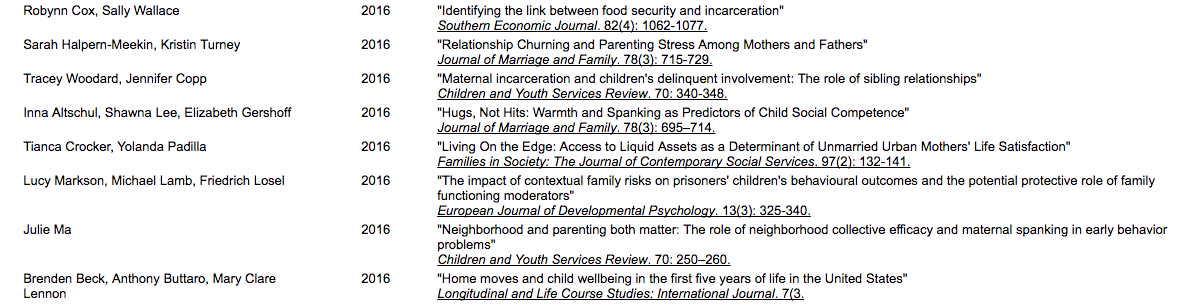 Robynn Cox, Sally Wallace 2016 "Identifying the link between food security and incarceration"
Southern Economic Journal. 82(4): 1062-1077.
Sarah Halpern-Meekin, Kristin Turney 2016 "Relationship Churning and Parenting Stress Among Mothers and Fathers"
Journal of Marriage and Family. 78(3): 715-729.
Tracey Woodard, Jennifer Copp 2016 "Maternal incarceration and children's delinquent involvement: The role of sibling relationships"
Children and Youth Services Review. 70: 340-348.
Inna Altschul, Shawna Lee, Elizabeth Gershoff 2016 "Hugs, Not Hits: Warmth and Spanking as Predictors of Child Social Competence"
Journal of Marriage and Family. 78(3): 695–714.
Tianca Crocker, Yolanda Padilla 2016 "Living On the Edge: Access to Liquid Assets as a Determinant of Unmarried Urban Mothers' Life Satisfaction"
Families in Society: The Journal of Contemporary Social Services. 97(2): 132-141.
Lucy Markson, Michael Lamb, Friedrich Losel 2016 "The impact of contextual family risks on prisoners' children's behavioural outcomes and the potential protective role of family
functioning moderators"
European Journal of Developmental Psychology. 13(3): 325-340.
Julie Ma 2016 "Neighborhood and parenting both matter: The role of neighborhood collective efficacy and maternal spanking in early behavior
problems"
Children and Youth Services Review. 70: 250–260.
Brenden Beck, Anthony Buttaro, Mary Clare 2016 "Home moves and child wellbeing in the first five years of life in the United States"
Lennon Longitudinal and Life Course Studies: International Journal. 7(3.